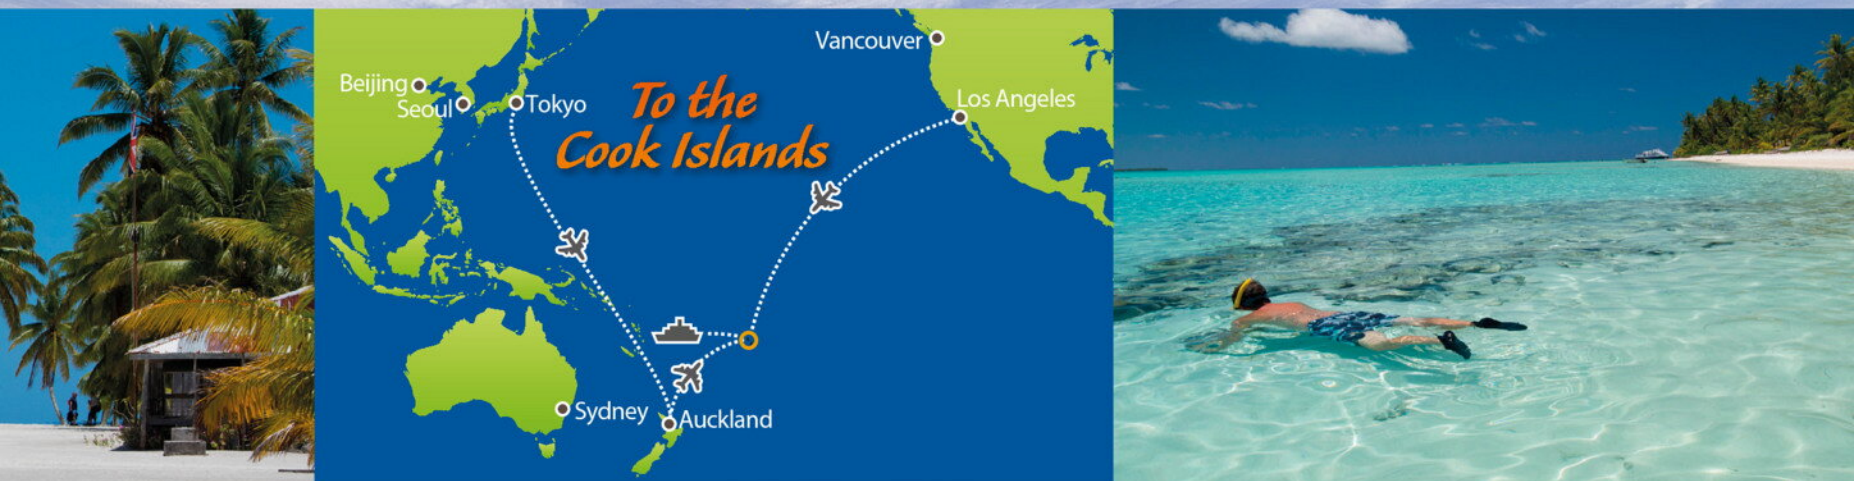 Vancouver
Beijing
Seoul
Tokyo
To the
Cook Islands
Los Angeles
Sydney
Auckland